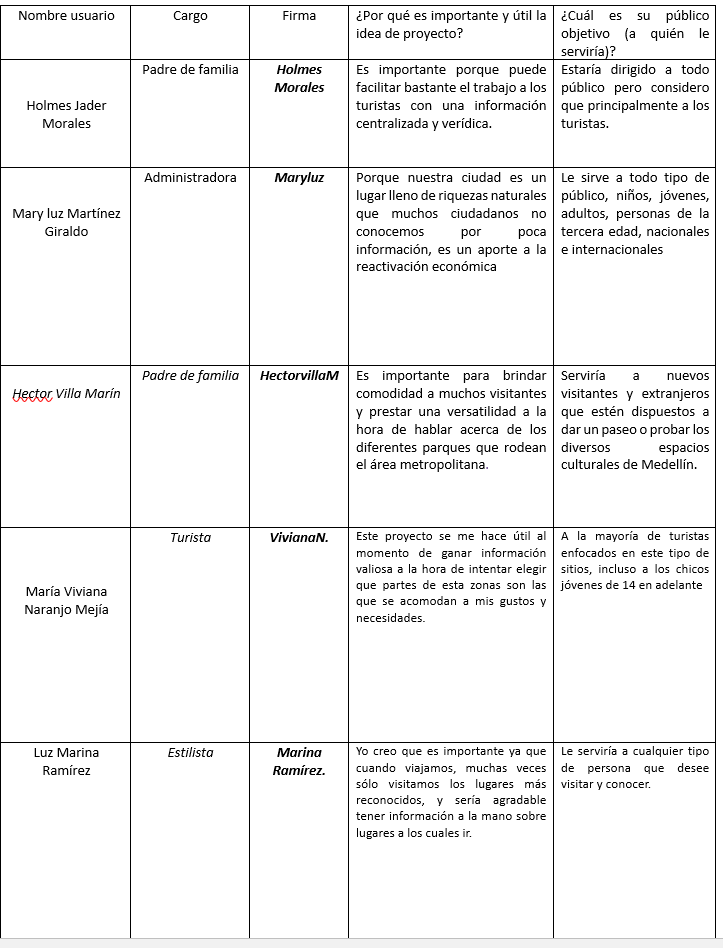 Nombre usuario
Cargo
Firma
¿Por qué es importante y útil la
idea de proyecto?
¿Cuál es su público
objetivo (a quién le
serviría)?
Holmes Jader
Morales
Padre de familia
Holmes
Morales
Es importante porque puede
facilitar bastante el trabajo a los
turistas con una información
centralizada y verídica.
Estaría dirigido a todo
público pero considero
que principalmente a los
turistas.
Mary luz Martínez
Giraldo
Administradora
Maryluz
Porque nuestra ciudad es un
lugar lleno de riquezas naturales
que muchos ciudadanos no
conocemos por poca
información, es un aporte a la
reactivación económica
Le sirve a todo tipo de
público, niños, jóvenes,
adultos, personas de la
tercera edad, nacionales
e internacionales
Hector Villa Marín
Padre de familia
HectorvillaM
Es importante para brindar
comodidad a muchos visitantes
y prestar una versatilidad a la
hora de hablar acerca de los
diferentes parques que rodean
el área metropolitana.
Serviría a nuevos
visitantes y extranjeros
que estén dispuestos a
dar un paseo o probar los
diversos espacios
culturales de Medellín.
María Viviana
Naranjo Mejía
Turista
VivianaN.
Este proyecto se me hace útil al
momento de ganar información
valiosa a la hora de intentar elegir
que partes de esta zonas son las
que se acomodan a mis gustos y
necesidades.
A la mayoría de turistas
enfocados en este tipo de
sitios, incluso a los chicos
jóvenes de 14 en adelante
Luz Marina
Ramírez
Estilista
Marina
Ramírez.
Yo creo que es importante ya que
cuando viajamos, muchas veces
sólo visitamos los lugares más
reconocidos, y sería agradable
tener información a la mano sobre
lugares a los cuales ir.
Le serviría a cualquier tipo
de persona que desee
visitar y conocer.